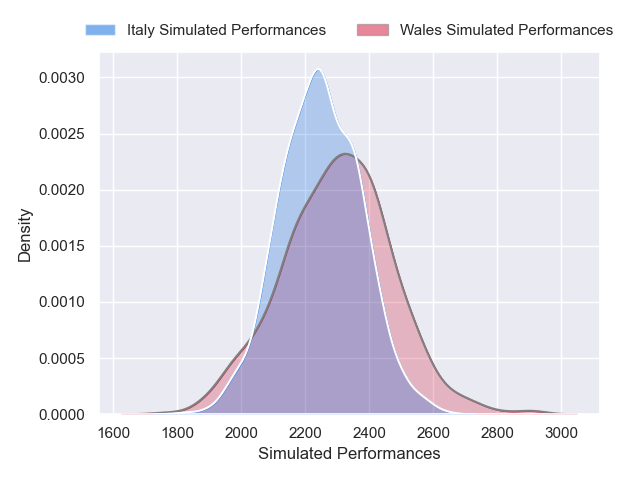 Italy Simulated Performances Wales Simulated Performances
0.0030
0.0025
0.0020
0.0015
0.0010
0.0005
0.0000
Density
1600 1800 2000 2200 2400 2600 2800 3000
Simulated Performances